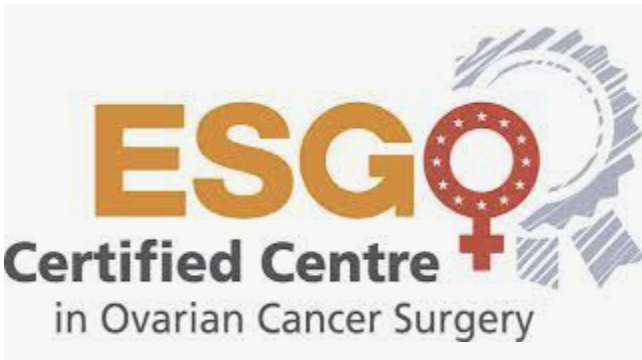 ESGO
Certified Centre
in Ovarian Cancer Surgery